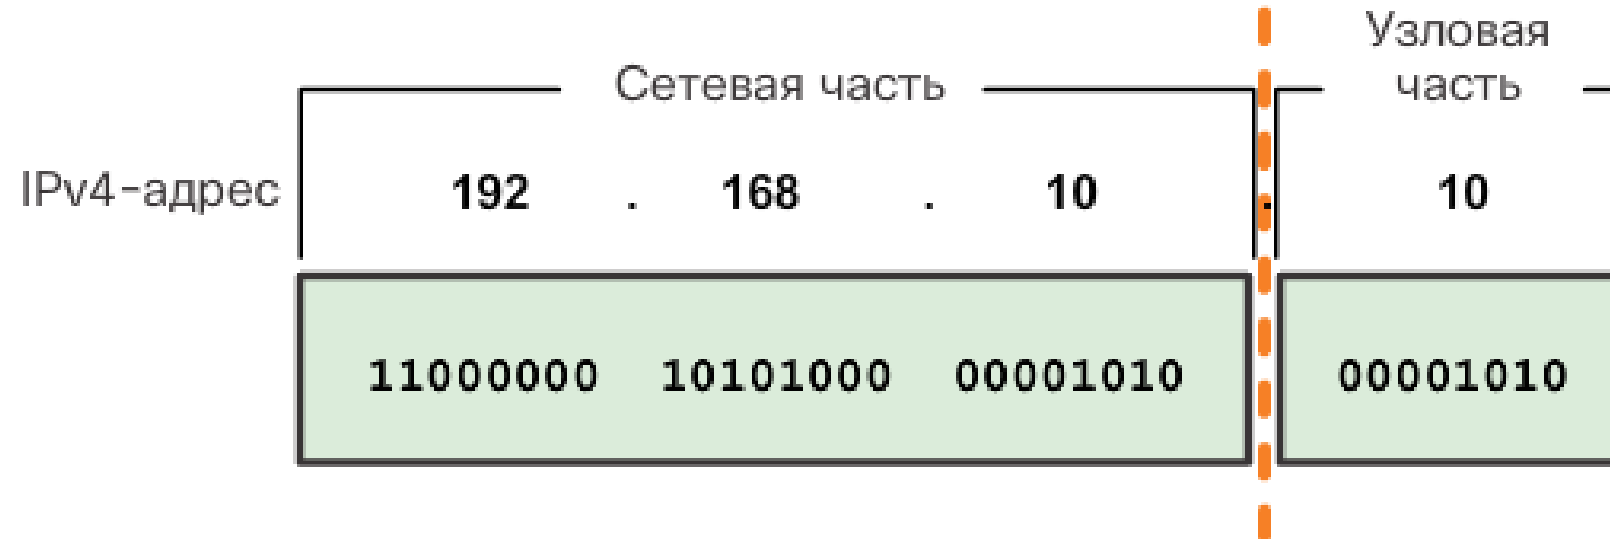 Узловая
Сетевая часть часть
IPv4-адрес 192 . 168 . 10 . 10
11000000 10101000 00001010 00001010